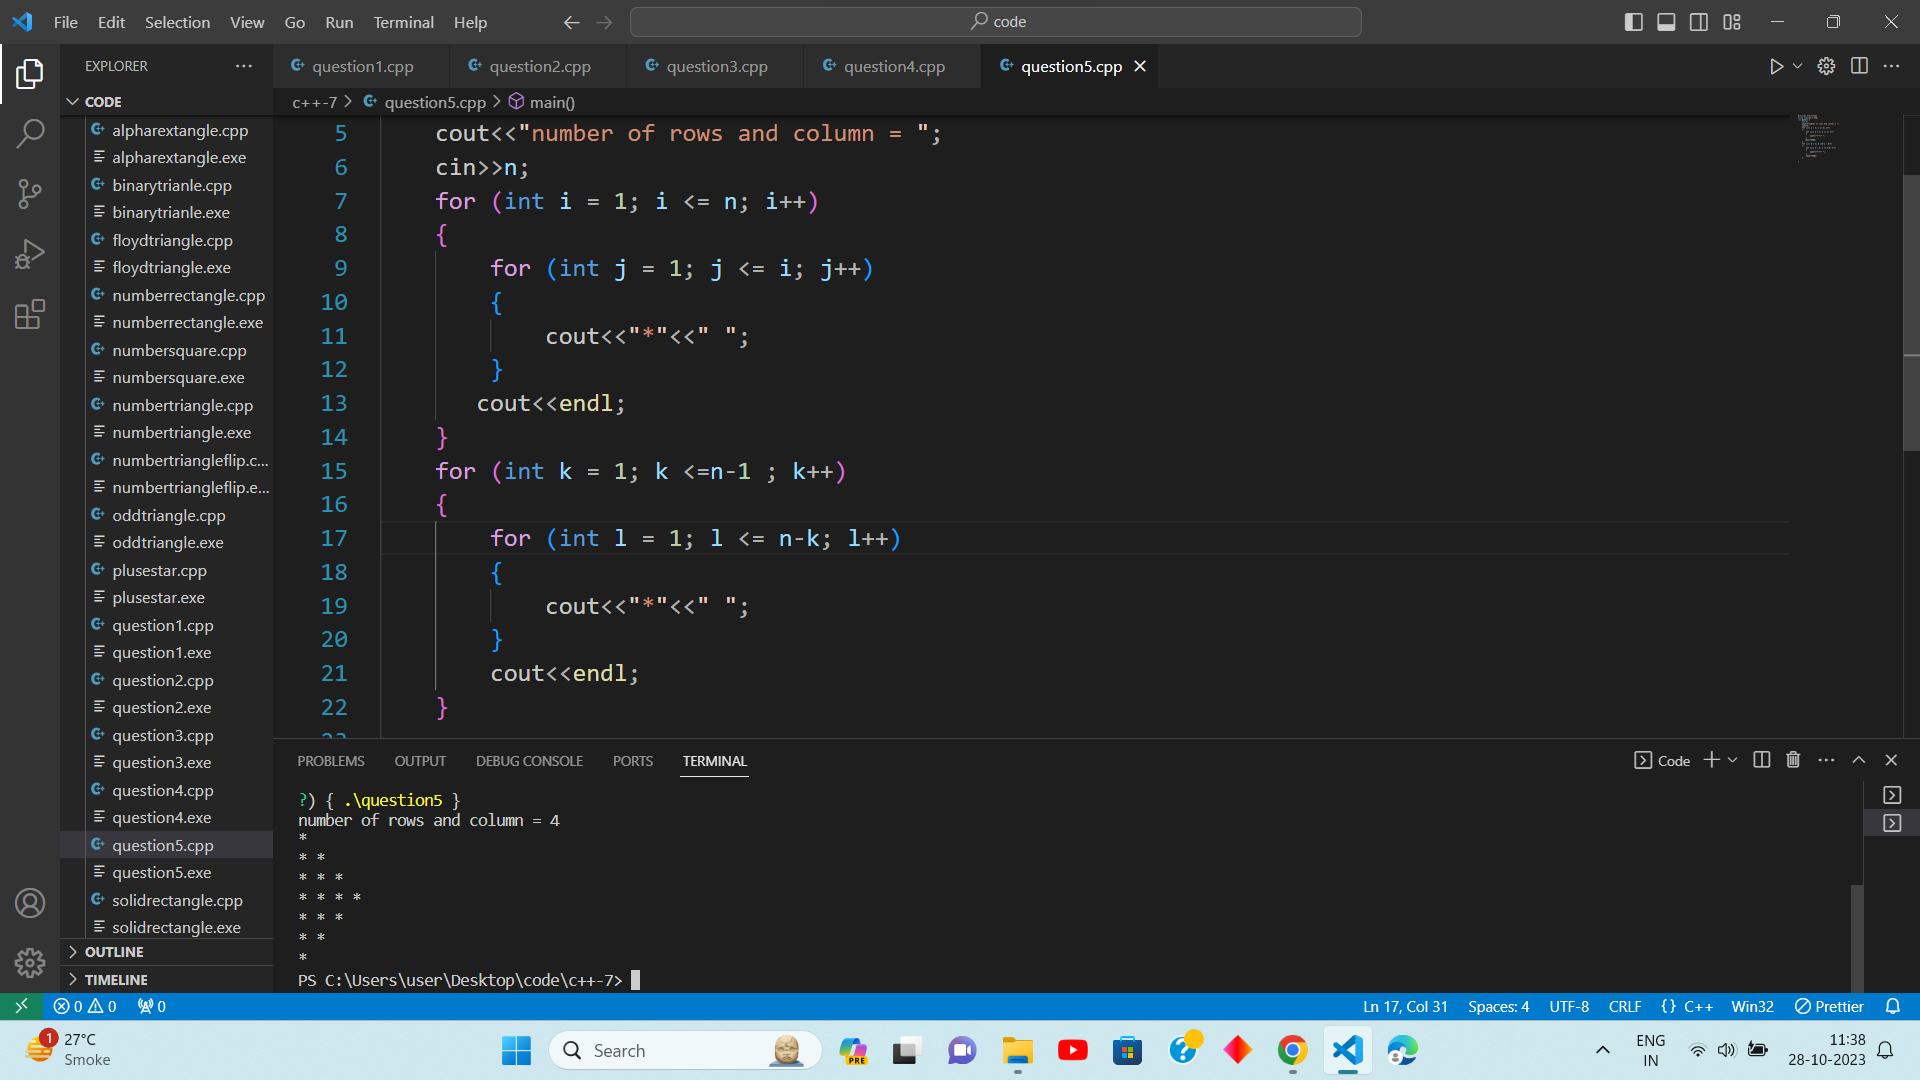 File Edit Selection View Go Run Terminal Help
code
EXPLORER
question1.cpp
question2.cpp
question3.cpp
question4.cpp
question5.cpp
c++-7 > question5.cpp > main()
CODE
alpharextangle.cpp
alpharextangle.exe
binarytrianle.cpp
binarytrianle.exe
floydtriangle.cpp
floydtriangle.exe
numberrectangle.cpp
numberrectangle.exe
numbersquare.cpp
numbersquare.exe
numbertriangle.cpp
numbertriangle.exe
numbertriangleflip.c...
numbertriangleflip.e...
oddtriangle.cpp
oddtriangle.exe
plusestar.cpp
plusestar.exe
question1.cpp
question1.exe
question2.cpp
question2.exe
question3.cpp
question3.exe
question4.cpp
question4.exe
question5.cpp
question5.exe
solidrectangle.cpp
solidrectangle.exe
OUTLINE
TIMELINE
5 cout<<"number of rows and column = ";
6 cin>>n;
7 for (int i = 1; i <= n; i++)
8 {
9 for (int j = 1; j <= i; j++)
10 {
11 cout<<"*"<<" ";
12 }
13 cout<<endl;
14 }
15 for (int k = 1; k <=n-1 ; k++)
16 {
17 for (int l = 1; l <= n-k; l++)
18 {
19 cout<<"*"<<" ";
20 }
21 cout<<endl;
22 }
PROBLEMS OUTPUT DEBUG CONSOLE PORTS TERMINAL
Code
?) { .\question5 }
number of rows and column = 4
*
* *
* * *
* * * *
* * *
* *
*
PS C:\Users\user\Desktop\code\c++-7>
0 0 0
Ln 17, Col 31 Spaces: 4 UTF-8 CRLF {} C++ Win32 Prettier
1
27°C
Smoke
Search
PRE
ENG
IN
11:38
28-10-2023